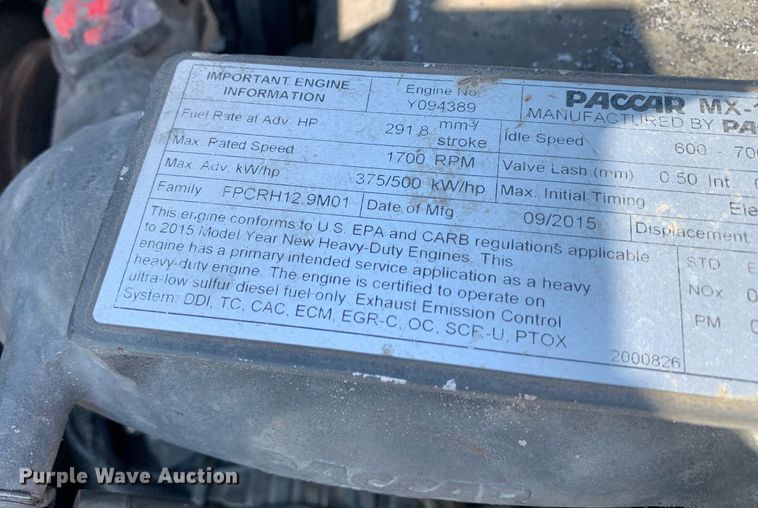 IMPORTANT ENGINE
INFORMATION
Engine No.
Y094389
PACCAR MX-
MANUFACTURED BY
Fuel Rate at Adv. HP 291.8 mm³/
stroke
Idle Speed 600 - 70
Max. Rated Speed 1700 RPM
Valve Lash (mm) 0.50 Int.
Max. Adv. kW/hp 375/500 kW/hp
Max. Initial Timing Ele
Family FPCRH12.9M01
Date of Mfg 09/2015
Displacement
This engine conforms to U.S. EPA and CARB regulations applicable
to 2015 Model Year New Heavy-Duty Engines. This
engine has a primary intended service application as a heavy
heavy-duty engine. The engine is certified to operate on
ultra-low sulfur diesel fuel only. Exhaust Emission Control
System: DDI, TC, CAC, ECM, EGR-C, OC, SCR-U, PTOX
STD
NOx
PM
2000826
PACCAR
Purple Wave Auction